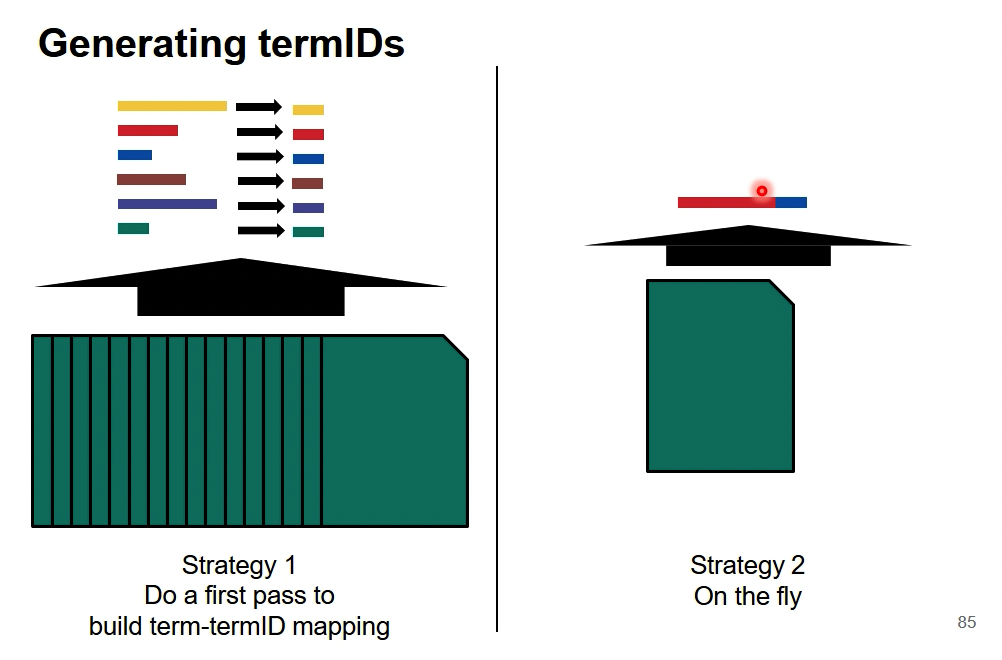 Generating termIDs
Strategy 1
Do a first pass to
build term-termID mapping
Strategy 2
On the fly
85